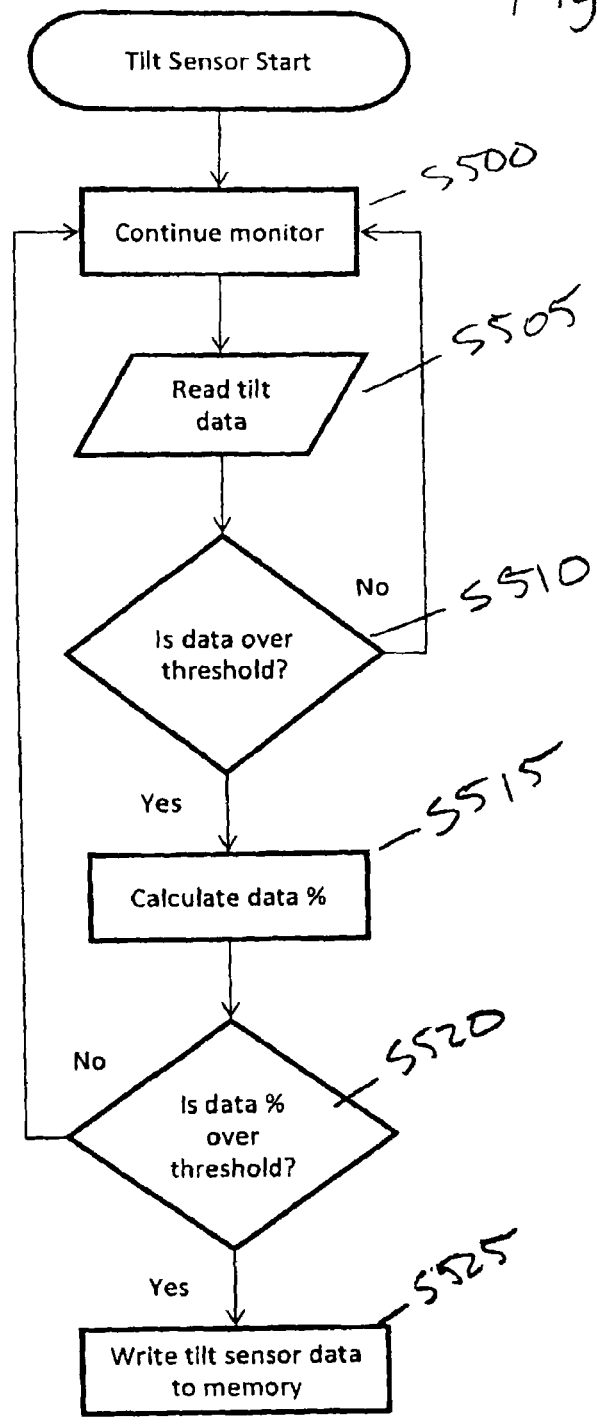 Fig
Tilt Sensor Start
S500
Continue monitor
S505
Read tilt
data
No
S510
Is data over
threshold?
Yes
S515
Calculate data %
S520
No
Is data %
over
threshold?
S525
Yes
Write tilt sensor data
to memory